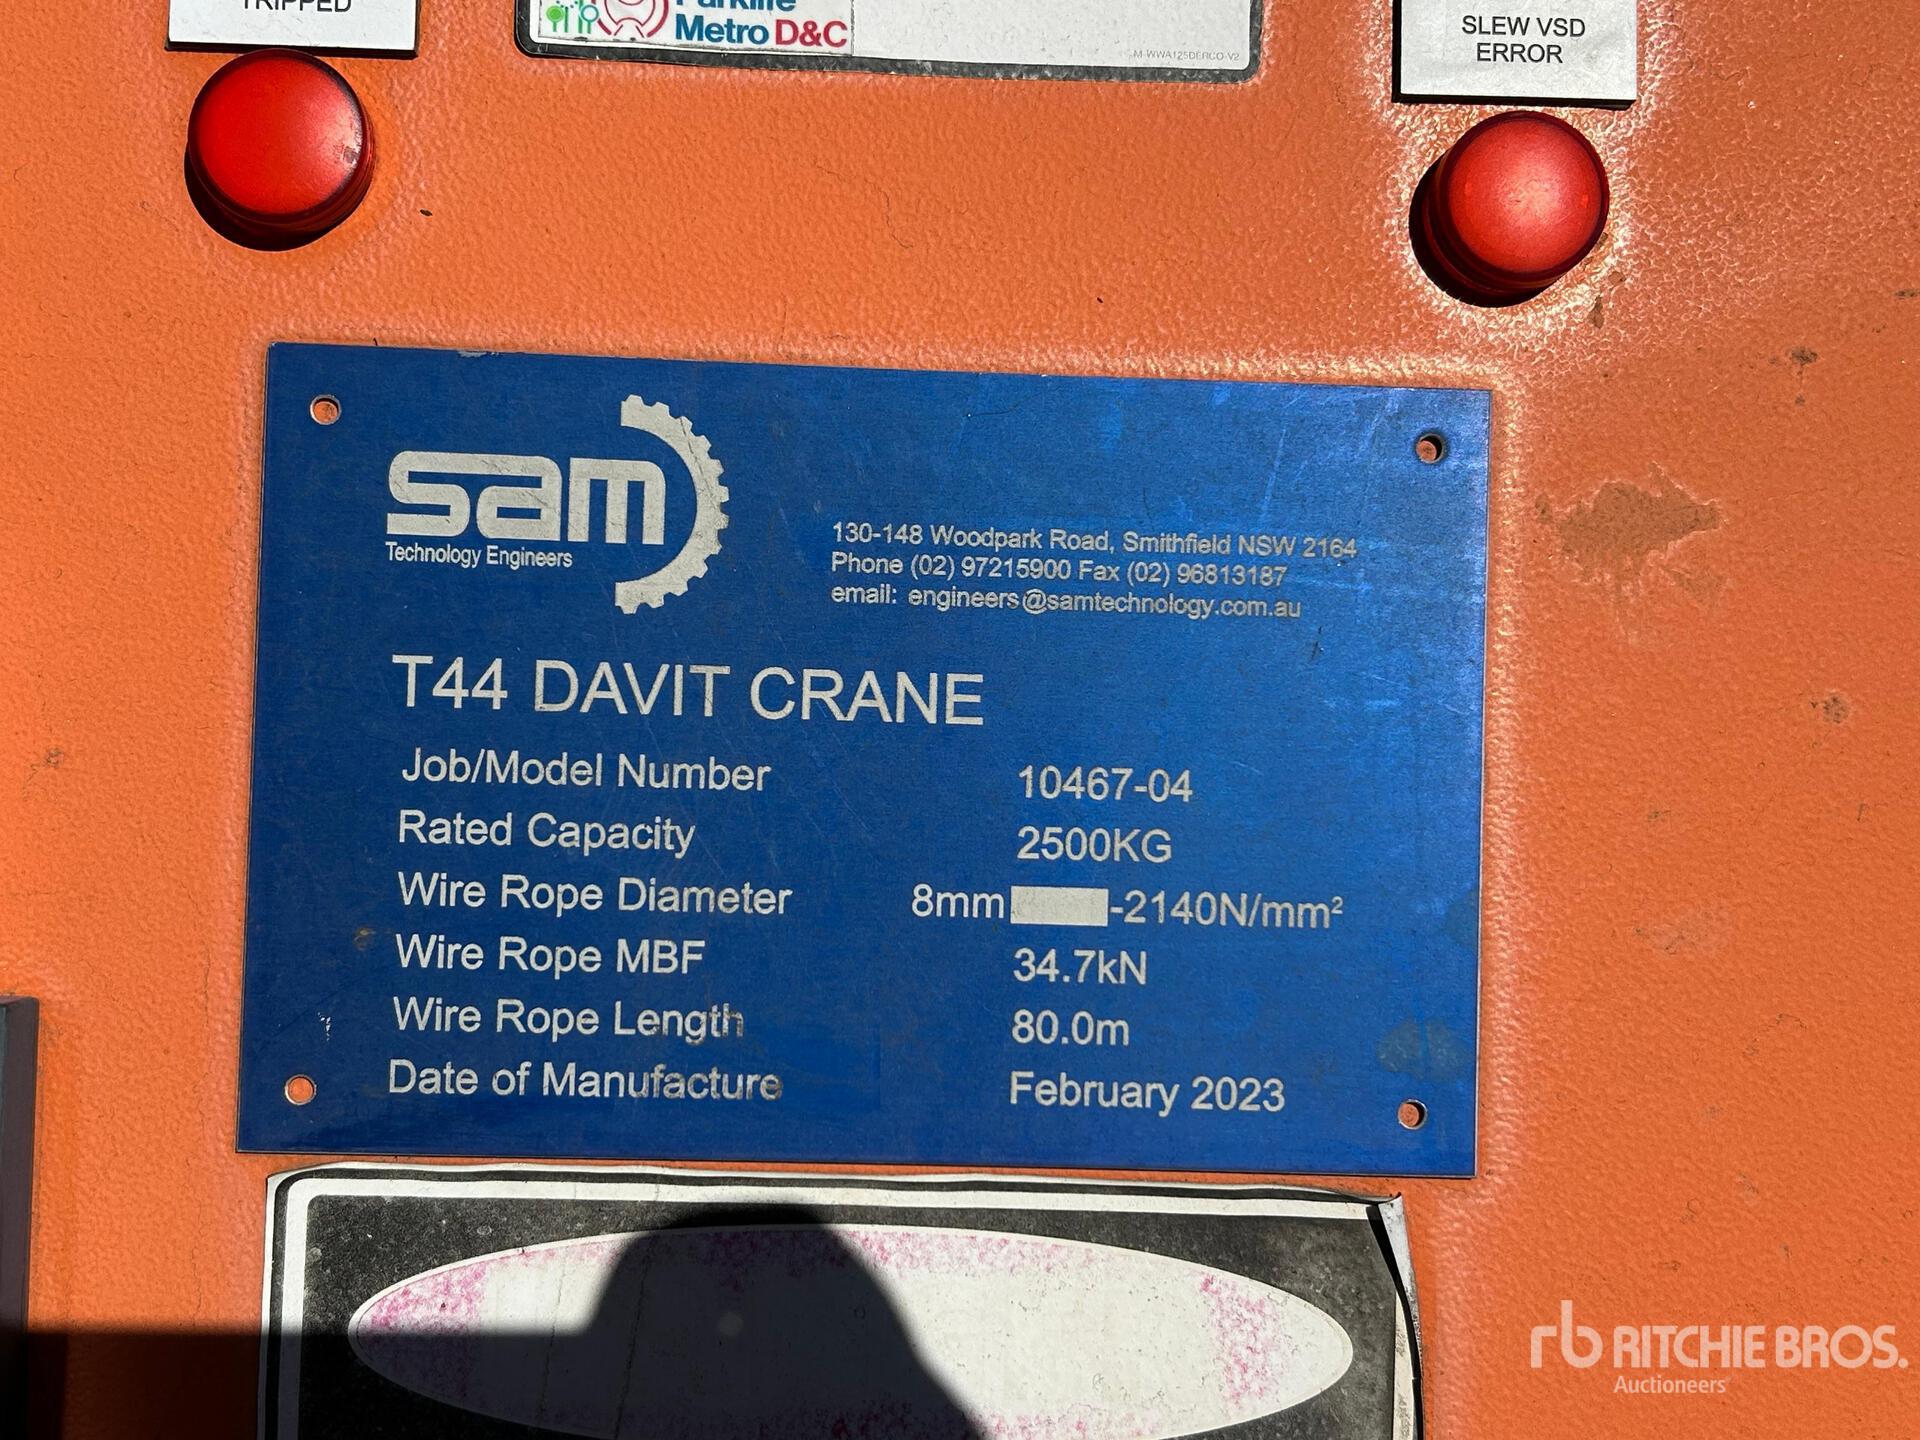 TRIPPED
Parklife
Metro D&C
M-WWA125DERCO-V2
SLEW VSD
ERROR
sam
Technology Engineers
130-148 Woodpark Road, Smithfield NSW 2164
Phone (02) 97215900 Fax (02) 96813187
email: engineers@samtechnology.com.au
T44 DAVIT CRANE
Job/Model Number 10467-04
Rated Capacity 2500KG
Wire Rope Diameter 8mm -2140N/mm²
Wire Rope MBF 34.7kN
Wire Rope Length 80.0m
Date of Manufacture February 2023
rb RITCHIE BROS.
Auctioneers